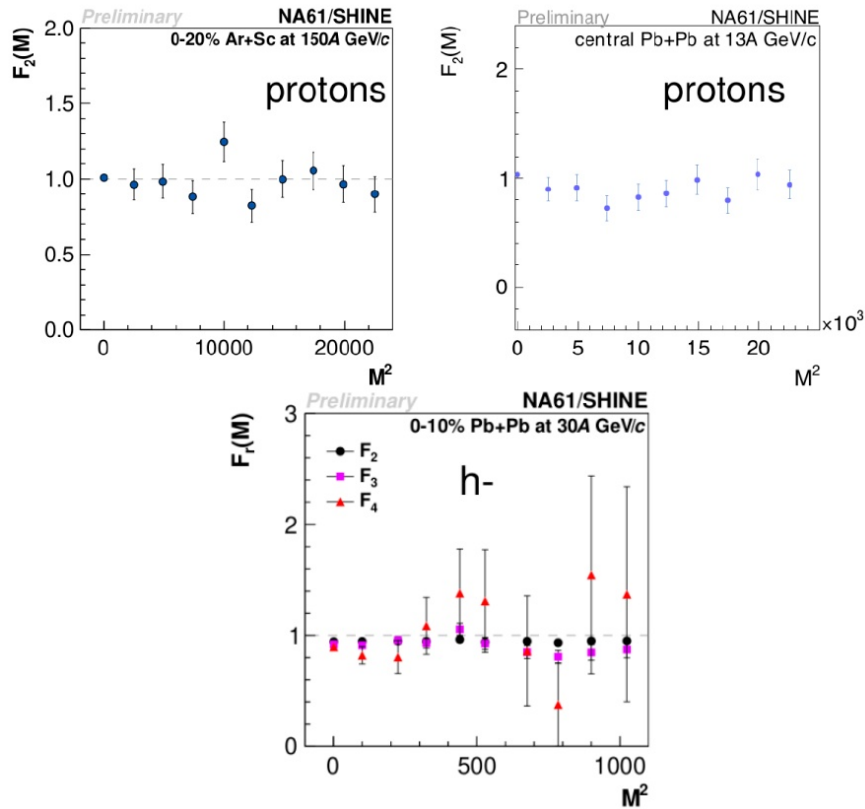 Preliminary NA61/SHINE
0-20% Ar+Sc at 150A GeV/c
protons
F2(M)
2.0
1.5
1.0
0.5
0.0
0 10000 20000
M²
Preliminary NA61/SHINE
central Pb+Pb at 13A GeV/c
protons
F2(M)
2
1
0
0 5 10 15 20 ×10³
M²
Preliminary NA61/SHINE
0-10% Pb+Pb at 30A GeV/c
Fr(M)
F2
F3
F4
h-
3
2
1
0
0 500 1000
M²